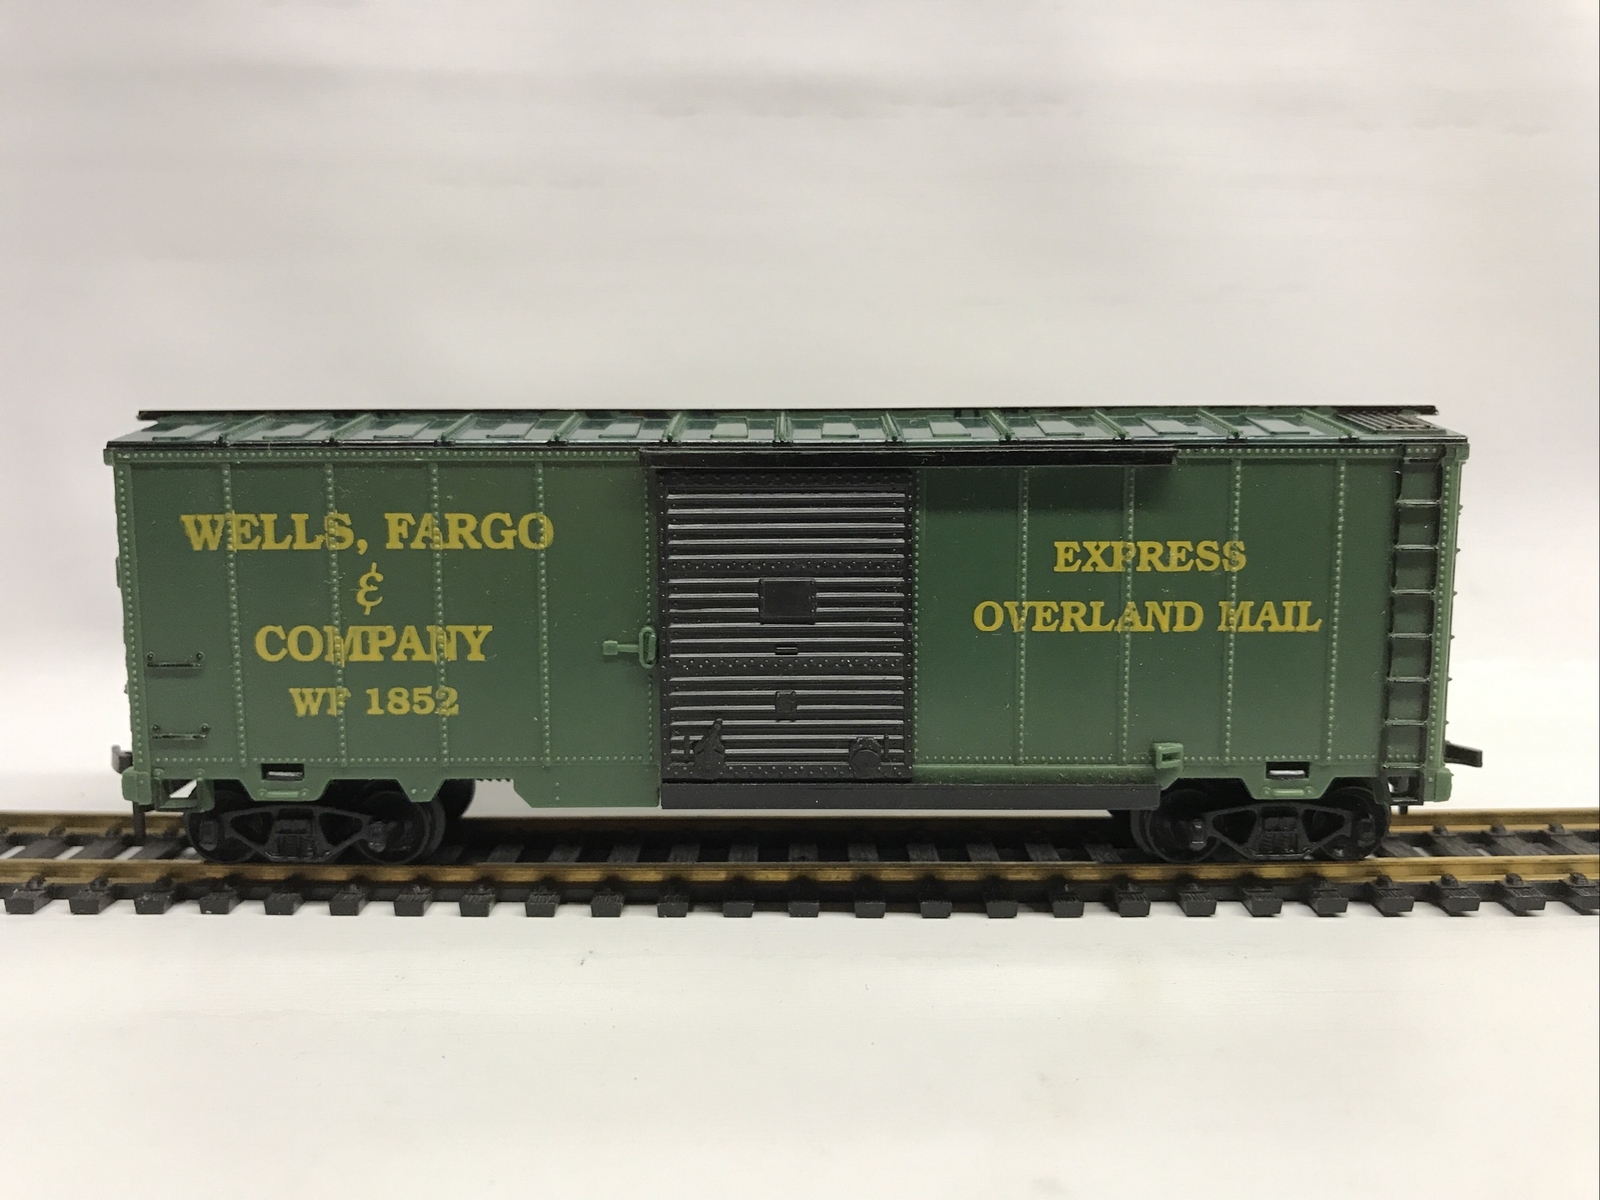 WELLS, FARGO
&
COMPANY
WF 1852
EXPRESS
OVERLAND MAIL